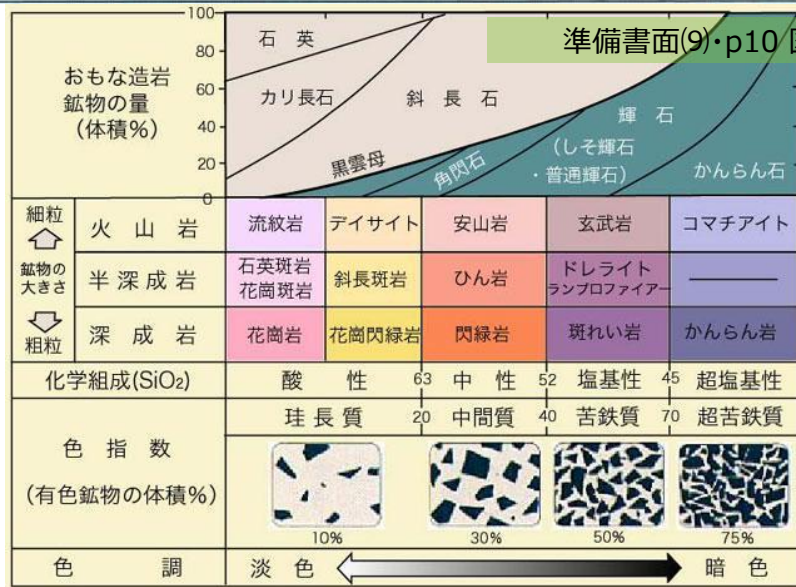 準備書面⑼・p10
おもな造岩
鉱物の量
(体積%)
100
80
60
40
20
0
石 英
カリ長石
斜 長 石
黒雲母
角閃石
輝 石
(しそ輝石
・普通輝石)
かんらん石
細粒
鉱物の
大きさ
粗粒
火 山 岩 流紋岩 デイサイト 安山岩 玄武岩 コマチアイト
半 深 成 岩 石英斑岩 花崗斑岩 斜長斑岩 ひん岩 ドレライト ランプロファイアー
深 成 岩 花崗岩 花崗閃緑岩 閃緑岩 斑れい岩 かんらん岩
化学組成(SiO₂) 酸 性 63 中 性 52 塩基性 45 超塩基性
珪 長 質 20 中間質 40 苦鉄質 70 超苦鉄質
色 指 数
(有色鉱物の体積%)
10% 30% 50% 75%
色 調 淡 色 暗 色